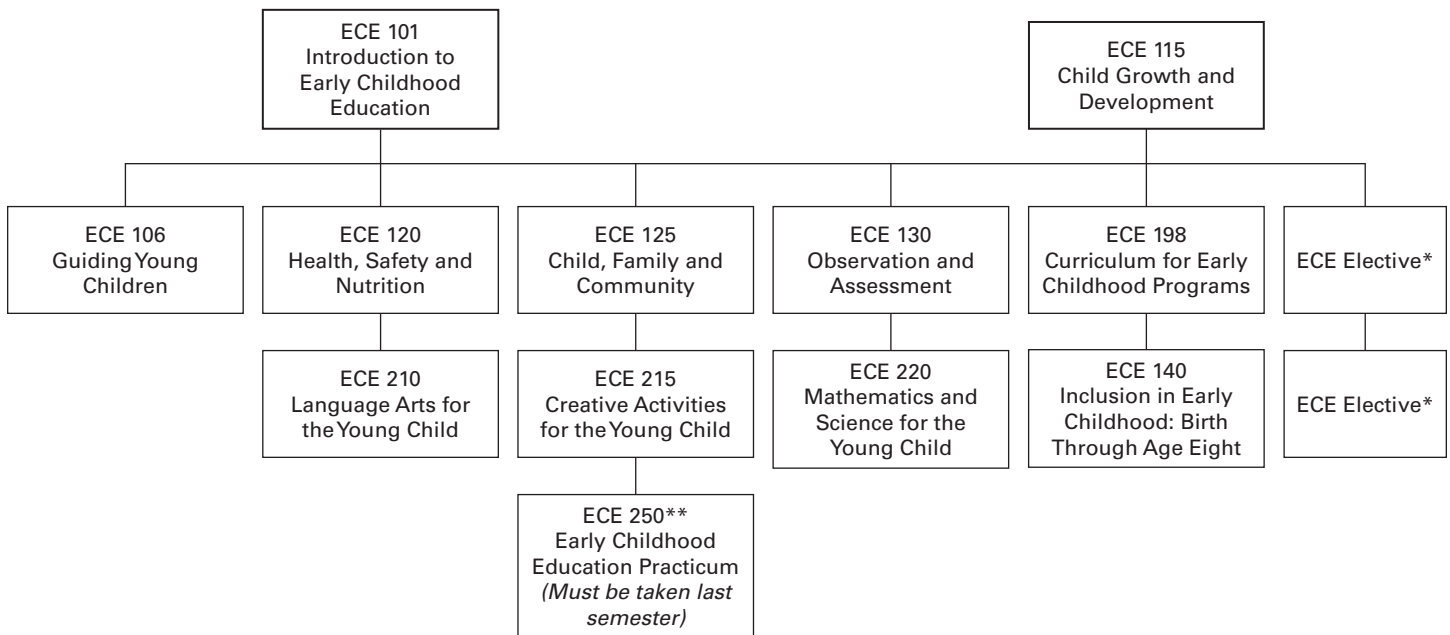 ECE 101
Introduction to
Early Childhood
Education
ECE 115
Child Growth and
Development
ECE 106
Guiding Young
Children
ECE 120
Health, Safety and
Nutrition
ECE 125
Child, Family and
Community
ECE 130
Observation and
Assessment
ECE 198
Curriculum for Early
Childhood Programs
ECE Elective*
ECE 210
Language Arts for
the Young Child
ECE 215
Creative Activities
for the Young Child
ECE 220
Mathematics and
Science for the
Young Child
ECE 140
Inclusion in Early
Childhood: Birth
Through Age Eight
ECE Elective*
ECE 250**
Early Childhood
Education Practicum
(Must be taken last
semester)